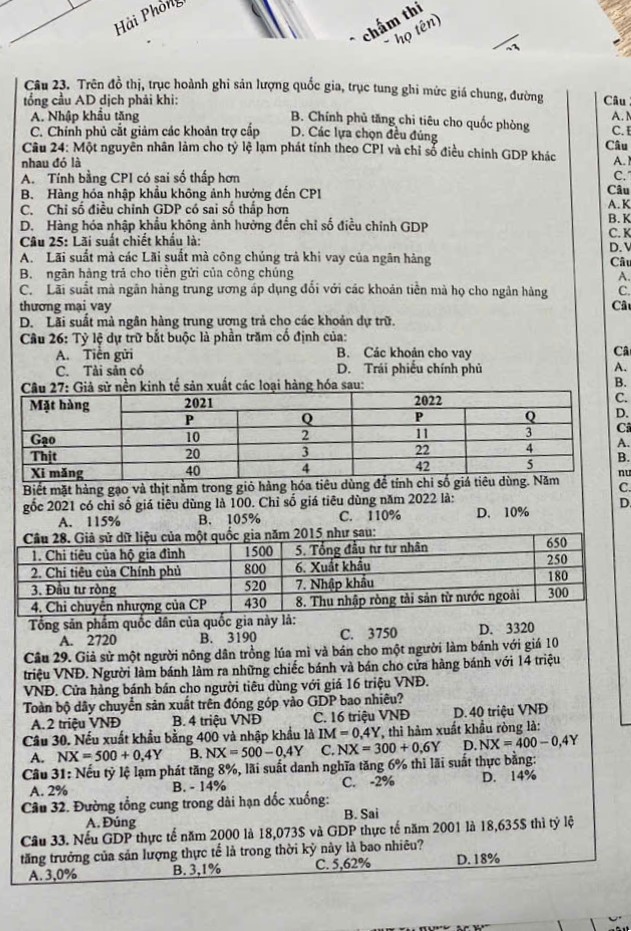 Hải Phòng
chấm thi
họ tên)
Câu 23. Trên đồ thị, trục hoành ghi sản lượng quốc gia, trục tung ghi mức giá chung, đường
tổng cầu AD dịch phải khi:
A. Nhập khẩu tăng B. Chính phủ tăng chi tiêu cho quốc phòng
C. Chính phủ cắt giảm các khoản trợ cấp D. Các lựa chọn đều đúng
Câu 24: Một nguyên nhân làm cho tỷ lệ lạm phát tính theo CPI và chỉ số điều chỉnh GDP khác
nhau đó là
A. Tính bằng CPI có sai số thấp hơn
B. Hàng hóa nhập khẩu không ảnh hưởng đến CPI
C. Chỉ số điều chỉnh GDP có sai số thấp hơn
D. Hàng hóa nhập khẩu không ảnh hưởng đến chỉ số điều chỉnh GDP
Câu 25: Lãi suất chiết khấu là:
A. Lãi suất mà các Lãi suất mà công chúng trả khi vay của ngân hàng
B. ngân hàng trả cho tiền gửi của công chúng
C. Lãi suất mà ngân hàng trung ương áp dụng đối với các khoản tiền mà họ cho ngân hàng
thương mại vay
D. Lãi suất mà ngân hàng trung ương trả cho các khoản dự trữ.
Câu 26: Tỷ lệ dự trữ bắt buộc là phần trăm cố định của:
A. Tiền gửi B. Các khoản cho vay
C. Tài sản có D. Trái phiếu chính phủ
Câu 27: Giả sử nền kinh tế sản xuất các loại hàng hóa sau:
Mặt hàng 2021 2022
P Q P Q
Gạo 10 2 11 3
Thịt 20 3 22 4
Xi măng 40 4 42 5
Biết mặt hàng gạo và thịt nằm trong giỏ hàng hóa tiêu dùng để tính chỉ số giá tiêu dùng. Năm
gốc 2021 có chỉ số giá tiêu dùng là 100. Chỉ số giá tiêu dùng năm 2022 là:
A. 115% B. 105% C. 110% D. 10%
Câu 28. Giả sử dữ liệu của một quốc gia năm 2015 như sau:
1. Chi tiêu của hộ gia đình 1500 5. Tổng đầu tư tư nhân 650
2. Chi tiêu của Chính phủ 800 6. Xuất khẩu 250
3. Đầu tư ròng 520 7. Nhập khẩu 180
4. Chi chuyển nhượng của CP 430 8. Thu nhập ròng tài sản từ nước ngoài 300
Tổng sản phẩm quốc dân của quốc gia này là:
A. 2720 B. 3190 C. 3750 D. 3320
Câu 29. Giả sử một người nông dân trồng lúa mì và bán cho một người làm bánh với giá 10
triệu VNĐ. Người làm bánh làm ra những chiếc bánh và bán cho cửa hàng bánh với 14 triệu
VNĐ. Cửa hàng bánh bán cho người tiêu dùng với giá 16 triệu VNĐ.
Toàn bộ dây chuyền sản xuất trên đóng góp vào GDP bao nhiêu?
A. 2 triệu VNĐ B. 4 triệu VNĐ C. 16 triệu VNĐ D. 40 triệu VNĐ
Câu 30. Nếu xuất khẩu bằng 400 và nhập khẩu là IM = 0,4Y, thì hàm xuất khẩu ròng là:
A. NX = 500 + 0,4Y B. NX = 500 – 0,4Y C. NX = 300 + 0,6Y D. NX = 400 – 0,4Y
Câu 31: Nếu tỷ lệ lạm phát tăng 8%, lãi suất danh nghĩa tăng 6% thì lãi suất thực bằng:
A. 2% B. - 14% C. -2% D. 14%
Câu 32. Đường tổng cung trong dài hạn dốc xuống:
A. Đúng B. Sai
Câu 33. Nếu GDP thực tế năm 2000 là 18,073$ và GDP thực tế năm 2001 là 18,635$ thì tỷ lệ
tăng trưởng của sản lượng thực tế là trong thời kỳ này là bao nhiêu?
A. 3,0% B. 3,1% C. 5,62% D. 18%
Câu
C.
Câu
A.
C.
Câu
A. K
B. K
C. K
D. V
Câu
A.
C.
A.
B.
C.
D.
A.
B.
nu
C.
D.